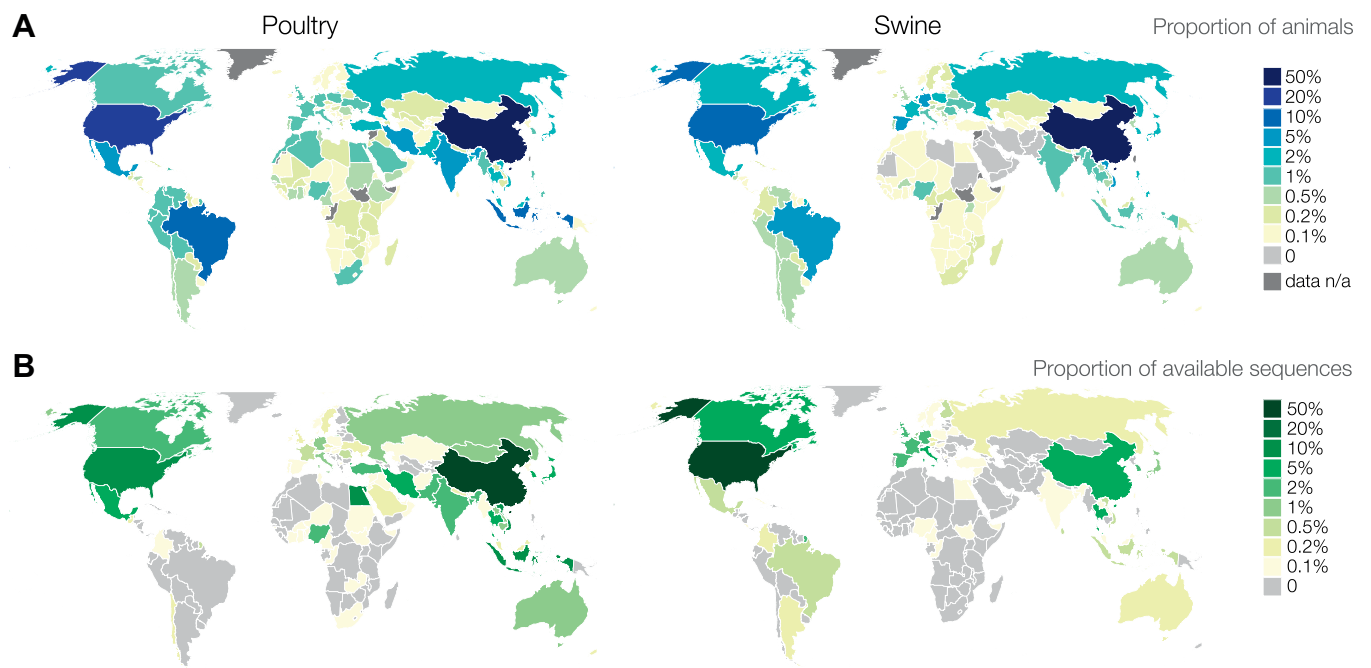 A
Poultry
Swine
Proportion of animals
50%
20%
10%
5%
2%
1%
0.5%
0.2%
0.1%
0
data n/a
B
Proportion of available sequences
50%
20%
10%
5%
2%
1%
0.5%
0.2%
0.1%
0